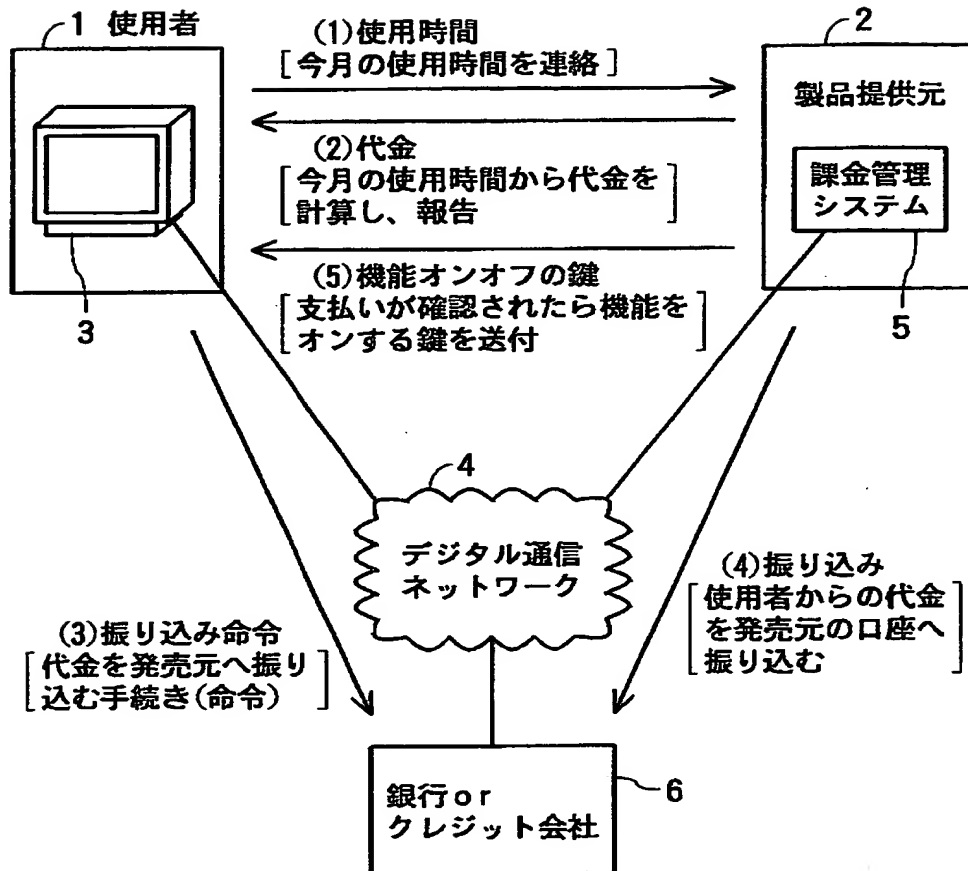 1 使用者
2
(1)使用時間
[今月の使用時間を連絡]
製品提供元
課金管理
システム
(2)代金
[今月の使用時間から代金を
計算し、報告]
(5)機能オンオフの鍵
[支払いが確認されたら機能を
オンする鍵を送付]
3
5
4
デジタル通信
ネットワーク
(4)振り込み
[使用者からの代金
を発売元の口座へ
振り込む]
(3)振り込み命令
[代金を発売元へ振り
込む手続き(命令)]
6
銀行or
クレジット会社